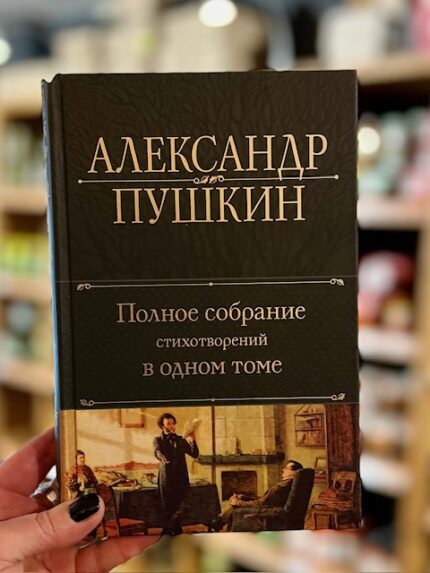 АЛЕКСАНДР
ПУШКИН
Полное собрание
стихотворений
в одном томе